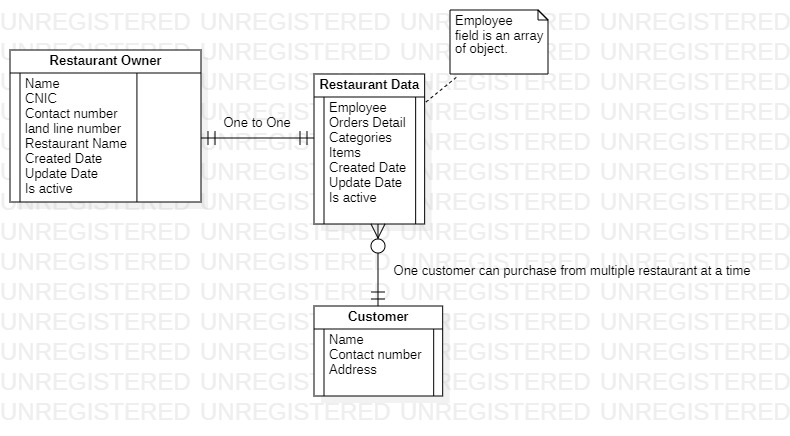 Employee
field is an array
of object.
Restaurant Owner
Name
CNIC
Contact number
land line number
Restaurant Name
Created Date
Update Date
Is active
One to One
Restaurant Data
Employee
Orders Detail
Categories
Items
Created Date
Update Date
Is active
One customer can purchase from multiple restaurant at a time
Customer
Name
Contact number
Address
UNREGISTERED UNREGISTERED UNREGISTERED UNREGISTERED